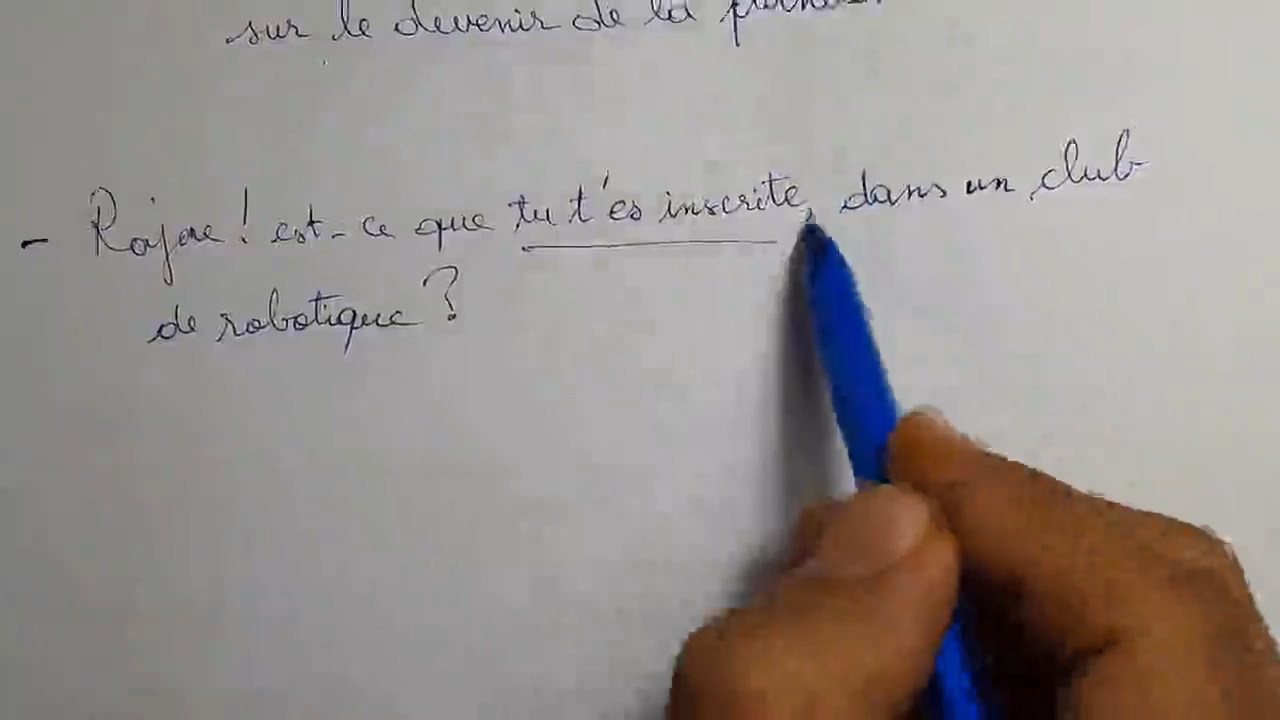 sur le devenir de la
- Rajae ! est-ce que tu t'es inscrite, dans un club
de robotique ?